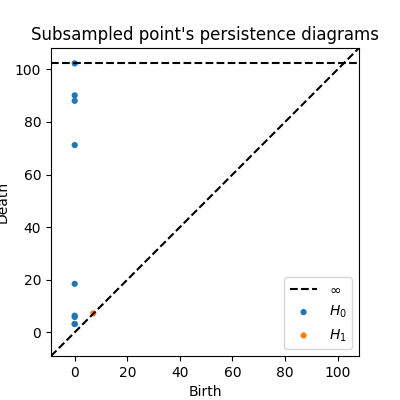 Subsampled point's persistence diagrams
100
80
60
40
20
0
Death
∞
H₀
H₁
0 20 40 60 80 100
Birth